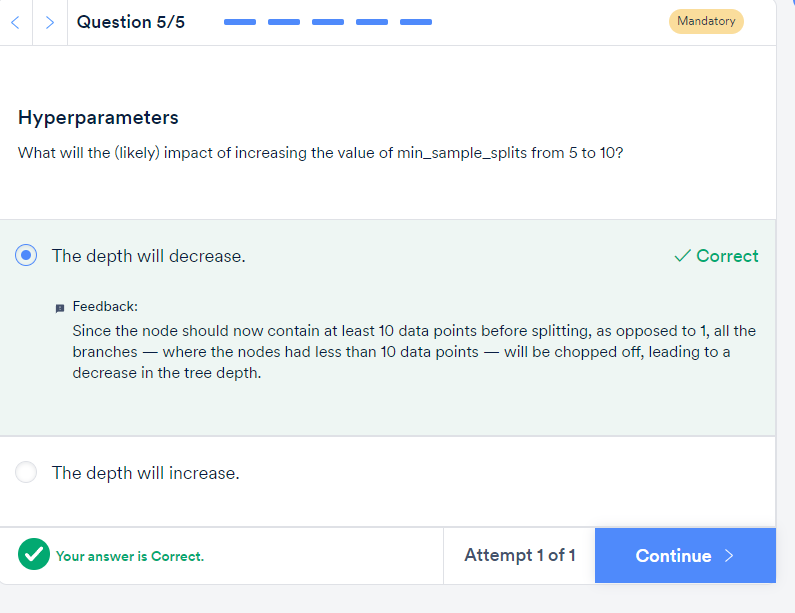 Question 5/5
Mandatory
Hyperparameters
What will the (likely) impact of increasing the value of min_sample_splits from 5 to 10?
The depth will decrease.
Correct
Feedback:
Since the node should now contain at least 10 data points before splitting, as opposed to 1, all the
branches — where the nodes had less than 10 data points — will be chopped off, leading to a
decrease in the tree depth.
The depth will increase.
Your answer is Correct.
Attempt 1 of 1
Continue